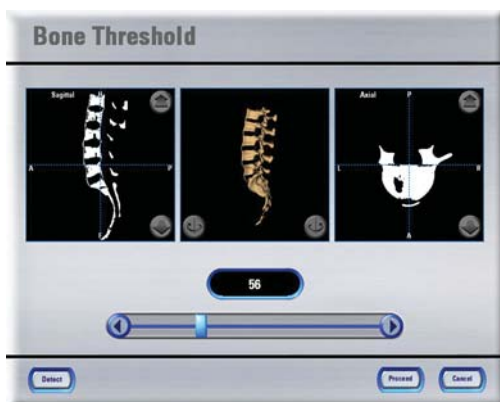 Bone Threshold
Sagittal H
A P
I
Axial P
L R
A
56
Detect Proceed Cancel